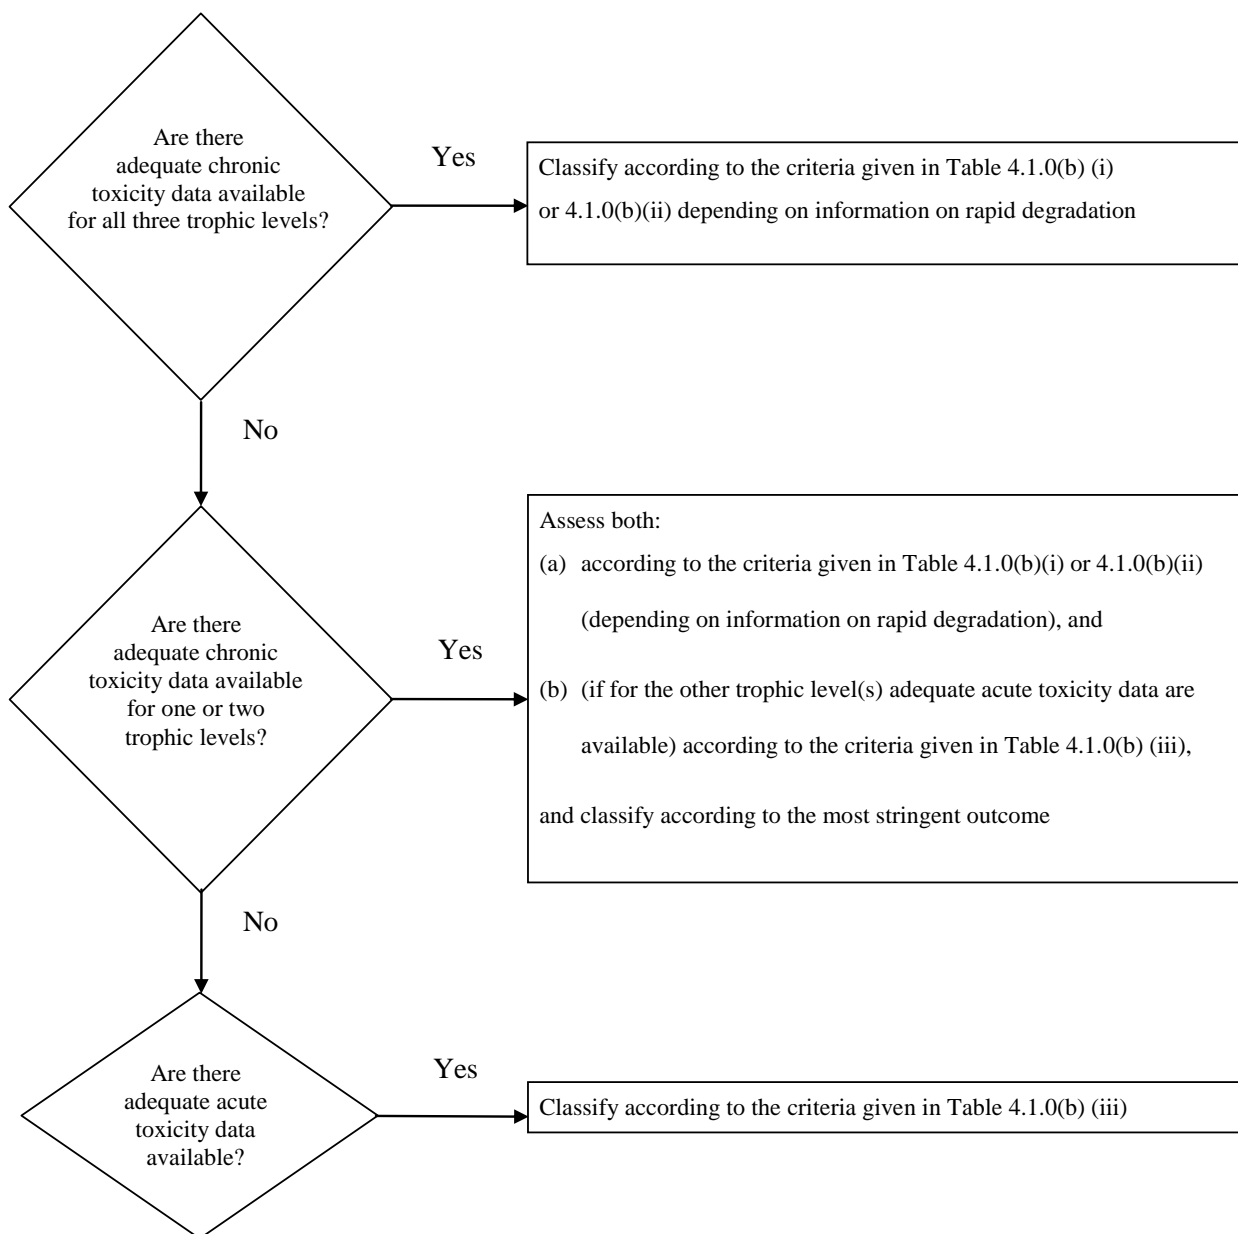 Are there
adequate chronic
toxicity data available
for all three trophic levels?
Yes
Classify according to the criteria given in Table 4.1.0(b) (i)
or 4.1.0(b)(ii) depending on information on rapid degradation
No
Are there
adequate chronic
toxicity data available
for one or two
trophic levels?
Yes
Assess both:
(a) according to the criteria given in Table 4.1.0(b)(i) or 4.1.0(b)(ii)
(depending on information on rapid degradation), and
(b) (if for the other trophic level(s) adequate acute toxicity data are
available) according to the criteria given in Table 4.1.0(b) (iii),
and classify according to the most stringent outcome
No
Are there
adequate acute
toxicity data
available?
Yes
Classify according to the criteria given in Table 4.1.0(b) (iii)